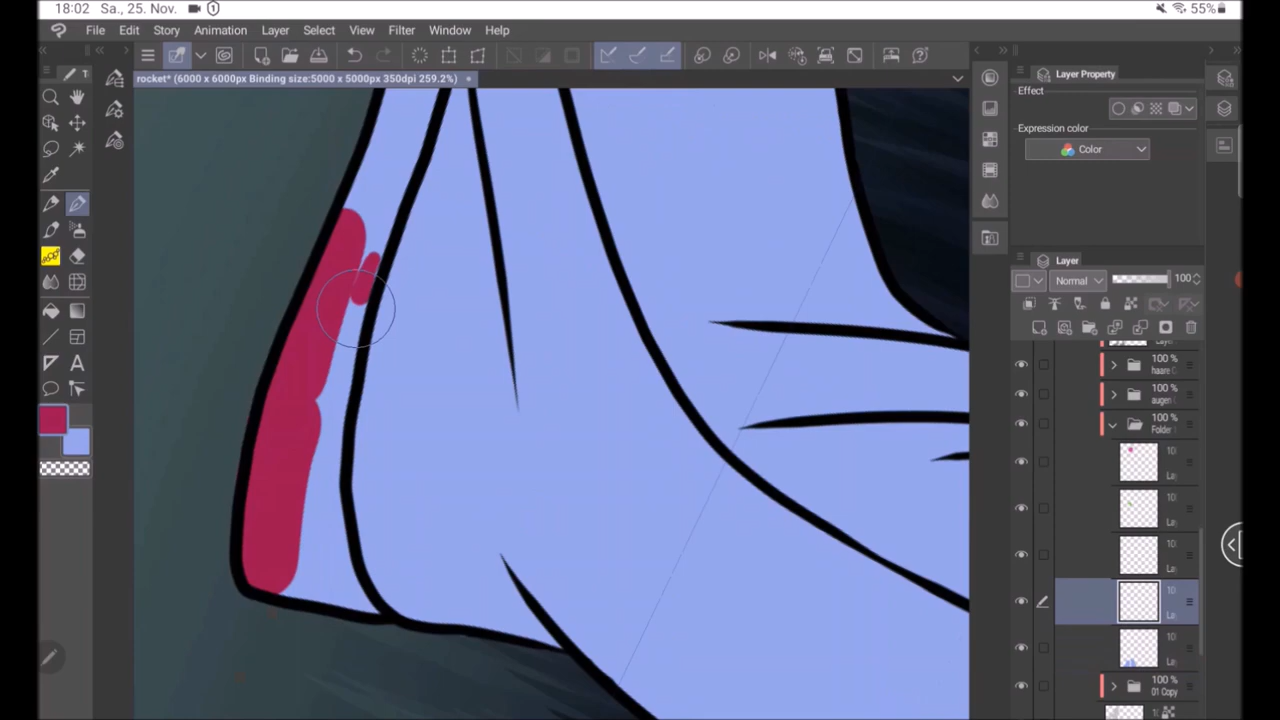 18:02 Sa., 25. Nov.
55%
File Edit Story Animation Layer Select View Filter Window Help
rocket* (6000 x 6000px Binding size:5000 x 5000px 350dpi 259.2%)
Layer Property
Effect
Expression color
Color
Layer
Normal
100
100 %
haare
100 %
augen
100 %
Folder
100 %
01 Copy